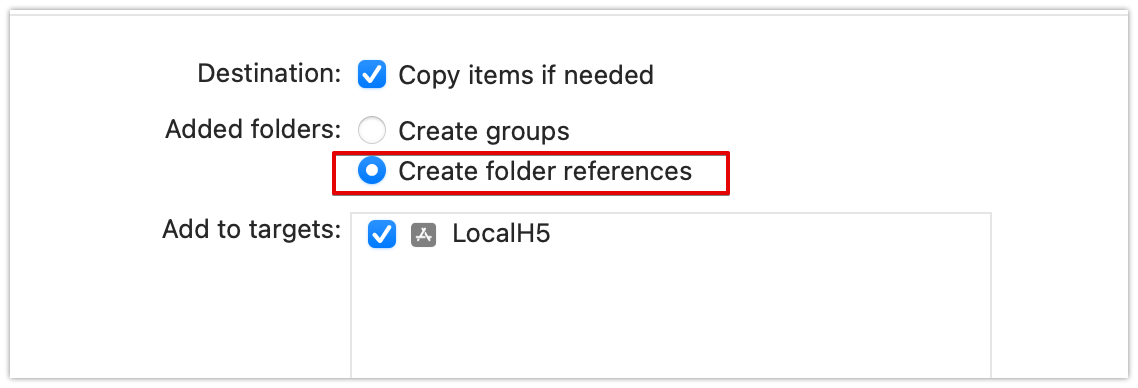 Destination: Copy items if needed
Added folders: Create groups
Create folder references
Add to targets: LocalH5